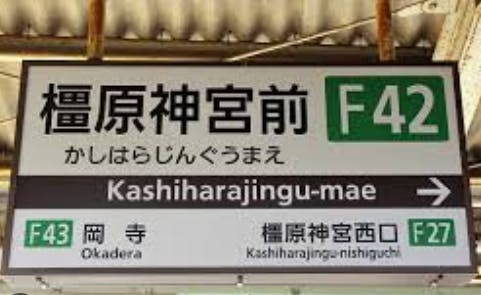 橿原神宮前 F42
かしはらじんぐうまえ
Kashiharajingu-mae →
F43 岡寺 橿原神宮西口 F27
Okadera Kashiharajingu-nishiguchi